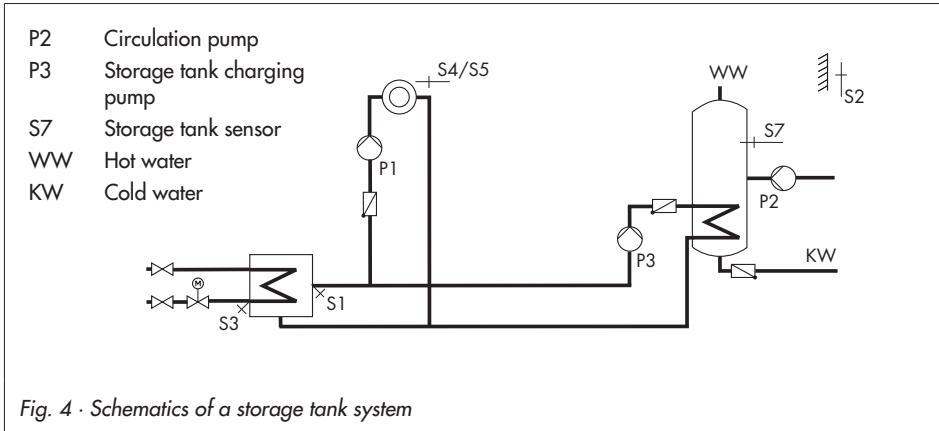 P2 Circulation pump
P3 Storage tank charging
pump
S7 Storage tank sensor
WW Hot water
KW Cold water
S4/S5
WW
S2
S7
P1
P2
P3
KW
S1
S3
M
Fig. 4 · Schematics of a storage tank system